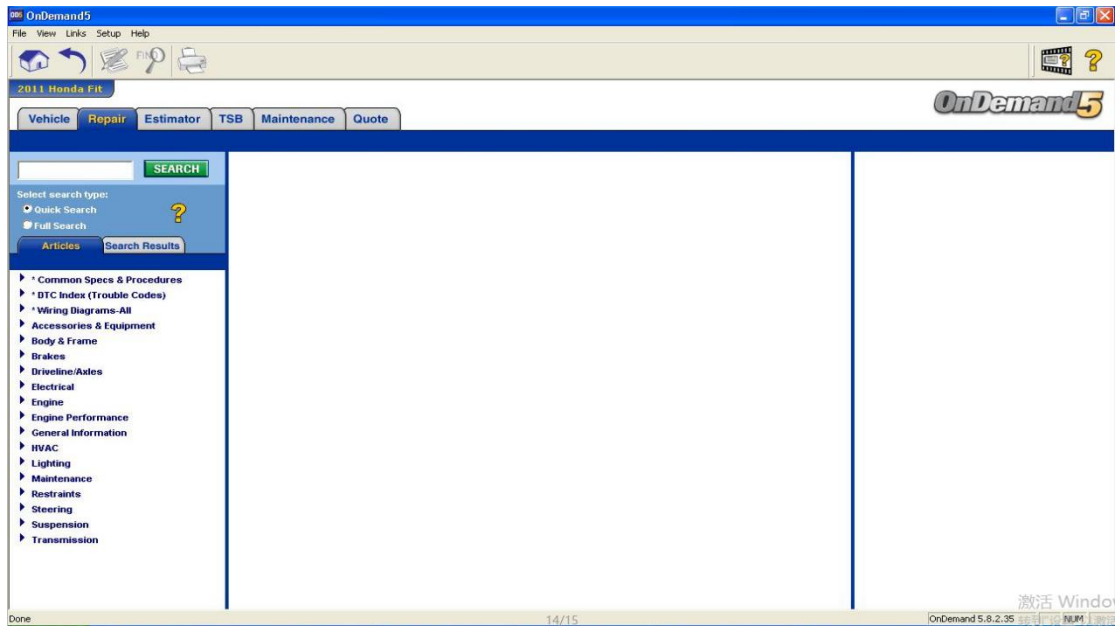 OnDemand5
File View Links Setup Help
FIND
2011 Honda Fit
OnDemand5
Vehicle Repair Estimator TSB Maintenance Quote
SEARCH
Select search type:
Quick Search
Full Search
Articles Search Results
* Common Specs & Procedures
* DTC Index (Trouble Codes)
* Wiring Diagrams-All
Accessories & Equipment
Body & Frame
Brakes
Driveline/Axles
Electrical
Engine
Engine Performance
General Information
HVAC
Lighting
Maintenance
Restraints
Steering
Suspension
Transmission
激活 Windo
Done 14/15 OnDemand 5.8.2.35 NUM